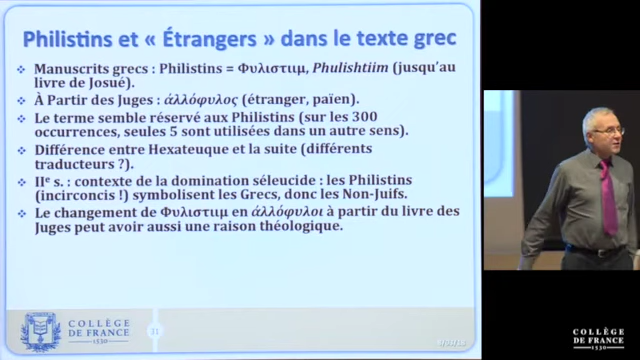 Philistins et « Étrangers » dans le texte grec
Manuscrits grecs : Philistins = Φυλιστιιμ, Phulishtiim (jusqu'au
livre de Josué).
À Partir des Juges : ἀλλόφυλος (étranger, païen).
Le terme semble réservé aux Philistins (sur les 300
occurrences, seules 5 sont utilisées dans un autre sens).
Différence entre Hexateuque et la suite (différents
traducteurs ?).
IIe s. : contexte de la domination séleucide : les Philistins
(incirconcis !) symbolisent les Grecs, donc les Non-Juifs.
Le changement de Φυλιστιμ en ἀλλόφυλοι à partir du livre des
Juges peut avoir aussi une raison théologique.
COLLÈGE
DE FRANCE
1530
31
COLLÈGE
DE FRANCE
1530